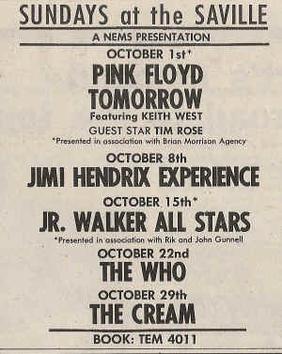 SUNDAYS at the SAVILLE
A NEMS PRESENTATION
OCTOBER 1st*
PINK FLOYD
TOMORROW
Featuring KEITH WEST
GUEST STAR TIM ROSE
*Presented in association with Brian Morrison Agency
OCTOBER 8th
JIMI HENDRIX EXPERIENCE
OCTOBER 15th*
JR. WALKER ALL STARS
*Presented in association with Rik and John Gunnell
OCTOBER 22nd
THE WHO
OCTOBER 29th
THE CREAM
BOOK: TEM 4011